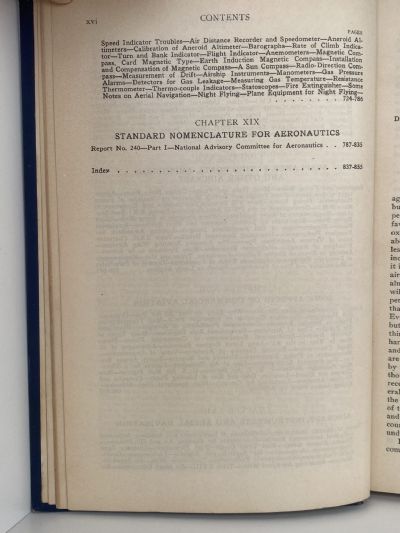 XVI CONTENTS
PAGES
Speed Indicator Troubles—Air Distance Recorder and Speedometer—Aneroid Al-
timeters—Calibration of Aneroid Altimeter—Barographs—Rate of Climb Indica-
tor—Turn and Bank Indicator—Flight Indicator—Anemometers—Magnetic Com-
pass, Card Magnetic Type—Earth Induction Magnetic Compass—Installation
and Compensation of Magnetic Compass—A Sun Compass—Radio-Direction Com-
pass—Measurement of Drift—Airship Instruments—Manometers—Gas Pressure
Alarms—Detectors for Gas Leakage—Measuring Gas Temperature—Resistance
Thermometer—Thermo-couple Indicators—Statoscopes—Fire Extinguisher—Some
Notes on Aerial Navigation—Night Flying—Plane Equipment for Night Flying—
. . . . . . . . 724-786
CHAPTER XIX
STANDARD NOMENCLATURE FOR AERONAUTICS
Report No. 240—Part I—National Advisory Committee for Aeronautics . . 787-835
Index . . . . . . . . . . . . . . . . . . . . . . . . . . 837-855